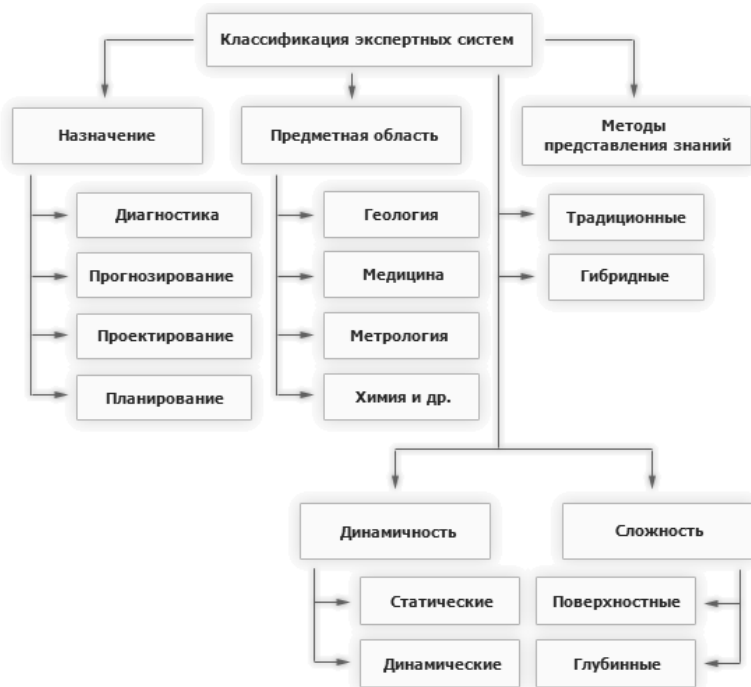 Классификация экспертных систем
Назначение
Предметная область
Методы
представления знаний
Диагностика
Прогнозирование
Проектирование
Планирование
Геология
Медицина
Метрология
Химия и др.
Традиционные
Гибридные
Динамичность
Сложность
Статические
Динамические
Поверхностные
Глубинные